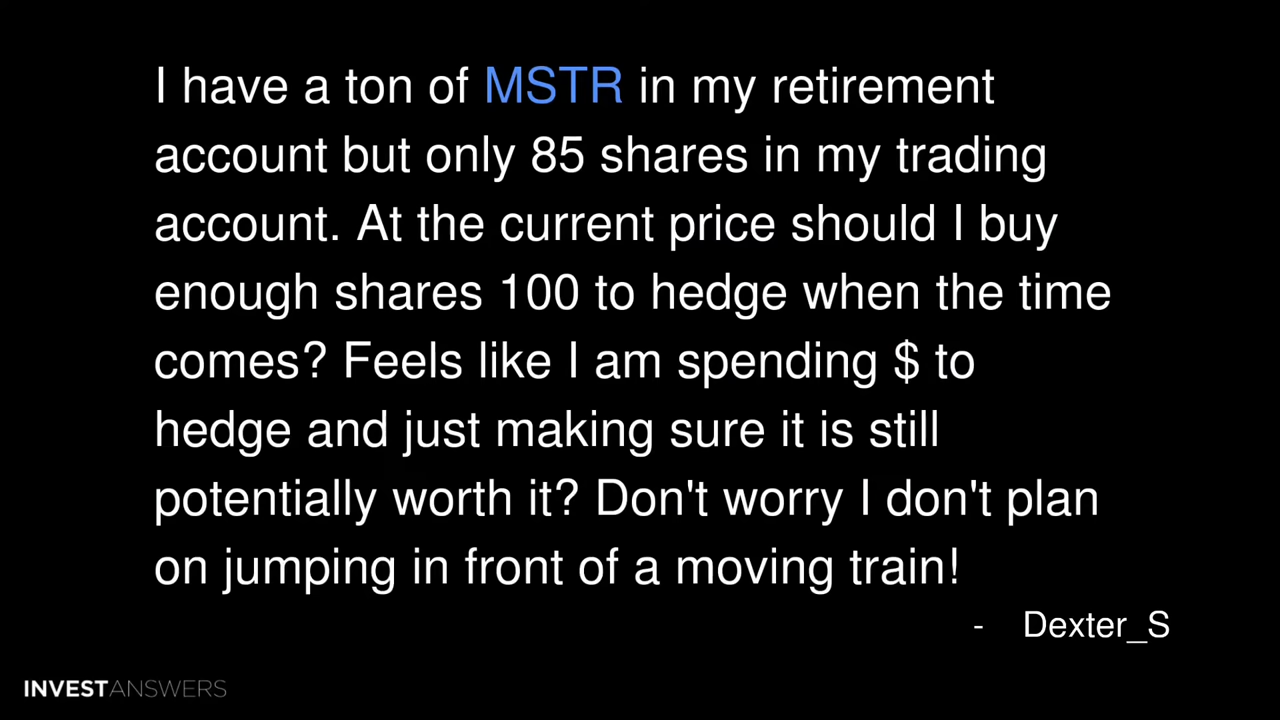 I have a ton of MSTR in my retirement
account but only 85 shares in my trading
account. At the current price should I buy
enough shares 100 to hedge when the time
comes? Feels like I am spending $ to
hedge and just making sure it is still
potentially worth it? Don't worry I don't plan
on jumping in front of a moving train!
- Dexter_S
INVESTANSWERS